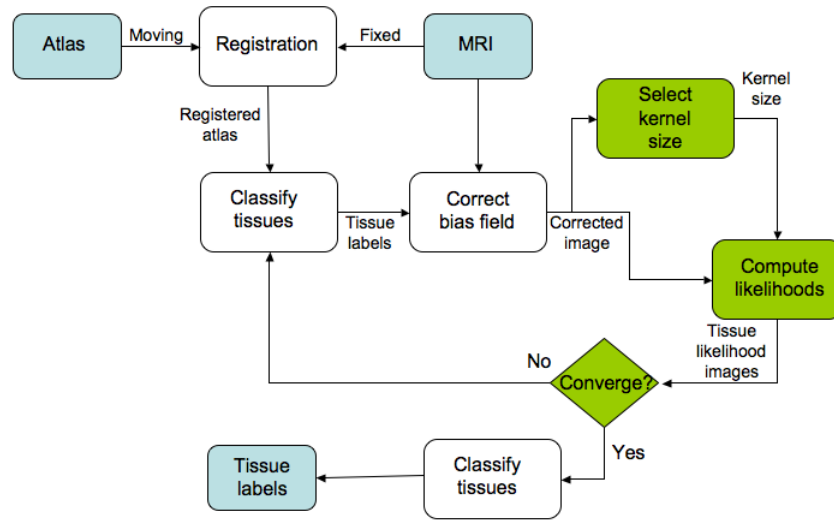 Atlas
Moving
Registration
Fixed
MRI
Registered
atlas
Select
kernel
size
Kernel
size
Classify
tissues
Tissue
labels
Correct
bias field
Corrected
image
Compute
likelihoods
Tissue
likelihood
images
No
Converge?
Yes
Classify
tissues
Tissue
labels